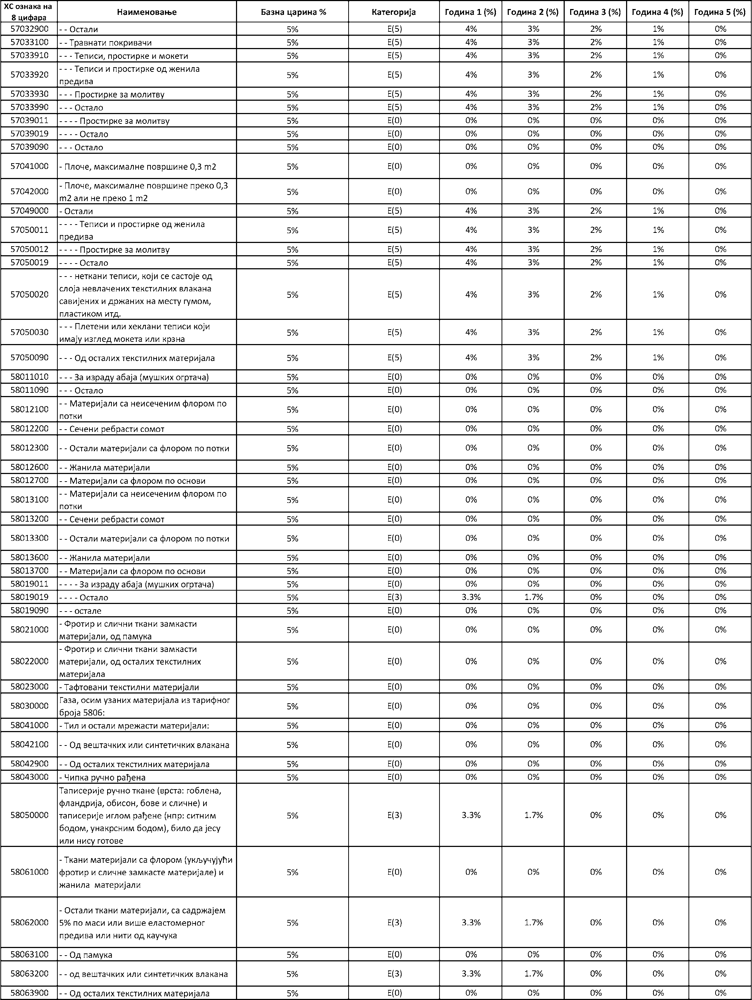 ХС ознака на 8 цифара Наименовање Базна царина % Категорија Година 1 (%) Година 2 (%) Година 3 (%) Година 4 (%) Година 5 (%)
57032900 - - Остали 5% E(5) 4% 3% 2% 1% 0%
57033100 - - Травнати покривачи 5% E(5) 4% 3% 2% 1% 0%
57033910 - - - Теписи, простирке и мокети 5% E(5) 4% 3% 2% 1% 0%
57033920 - - - Теписи и простирке од женила предива 5% E(5) 4% 3% 2% 1% 0%
57033930 - - - Простирке за молитву 5% E(5) 4% 3% 2% 1% 0%
57033990 - - - Остало 5% E(5) 4% 3% 2% 1% 0%
57039011 - - - - Простирке за молитву 5% E(0) 0% 0% 0% 0% 0%
57039019 - - - - Остало 5% E(0) 0% 0% 0% 0% 0%
57039090 - - - Остало 5% E(0) 0% 0% 0% 0% 0%
57041000 - Плоче, максималне површине 0,3 m2 5% E(0) 0% 0% 0% 0% 0%
57042000 - Плоче, максималне површине преко 0,3 m2 али не преко 1 m2 5% E(0) 0% 0% 0% 0% 0%
57049000 - Остали 5% E(5) 4% 3% 2% 1% 0%
57050011 - - - - Теписи и простирке од женила предива 5% E(5) 4% 3% 2% 1% 0%
57050012 - - - - Простирке за молитву 5% E(5) 4% 3% 2% 1% 0%
57050019 - - - - Остало 5% E(5) 4% 3% 2% 1% 0%
57050020 - - - неткани теписи, који се састоје од слоја невлачених текстилних влакана савијених и држаних на месту гумом, пластиком итд. 5% E(5) 4% 3% 2% 1% 0%
57050030 - - - Плетени или хеклани теписи који имају изглед мокета или крзна 5% E(5) 4% 3% 2% 1% 0%
57050090 - - - Од осталих текстилних материјала 5% E(5) 4% 3% 2% 1% 0%
58011010 - - - За израду абаја (мушких огртача) 5% E(0) 0% 0% 0% 0% 0%
58011090 - - - Остало 5% E(0) 0% 0% 0% 0% 0%
58012100 - - Материјали са неисеченим флором по потки 5% E(0) 0% 0% 0% 0% 0%
58012200 - - Сечени ребрасти сомот 5% E(0) 0% 0% 0% 0% 0%
58012300 - - Остали материјали са флором по потки 5% E(0) 0% 0% 0% 0% 0%
58012600 - - Жанила материјали 5% E(0) 0% 0% 0% 0% 0%
58012700 - - Материјали са флором по основи 5% E(0) 0% 0% 0% 0% 0%
58013100 - - Материјали са неисеченим флором по потки 5% E(0) 0% 0% 0% 0% 0%
58013200 - - Сечени ребрасти сомот 5% E(0) 0% 0% 0% 0% 0%
58013300 - - Остали материјали са флором по потки 5% E(0) 0% 0% 0% 0% 0%
58013600 - - Жанила материјали 5% E(0) 0% 0% 0% 0% 0%
58013700 - - Материјали са флором по основи 5% E(0) 0% 0% 0% 0% 0%
58019011 - - - - За израду абаја (мушких огртача) 5% E(0) 0% 0% 0% 0% 0%
58019019 - - - - Остало 5% E(3) 3.3% 1.7% 0% 0% 0%
58019090 - - - остале 5% E(0) 0% 0% 0% 0% 0%
58021000 - Фротир и слични ткани замкасти материјали, од памука 5% E(0) 0% 0% 0% 0% 0%
58022000 - Фротир и слични ткани замкасти материјали, од осталих текстилних материјала 5% E(0) 0% 0% 0% 0% 0%
58023000 - Тафтовани текстилни материјали 5% E(0) 0% 0% 0% 0% 0%
58030000 Газа, осим узаних материјала из тарифног броја 5806: 5% E(0) 0% 0% 0% 0% 0%
58041000 - Тил и остали мрежасти материјали: 5% E(0) 0% 0% 0% 0% 0%
58042100 - - Од вештачких или синтетичких влакана 5% E(0) 0% 0% 0% 0% 0%
58042900 - - Од осталих текстилних материјала 5% E(0) 0% 0% 0% 0% 0%
58043000 - Чипка ручно рађена 5% E(0) 0% 0% 0% 0% 0%
58050000 Таписерије ручно ткане (врста: гоблена, фландрија, обисон, бове и сличне) и таписерије иглом рађене (нпр: ситним бодом, унакрсним бодом), било да јесу или нису готове 5% E(3) 3.3% 1.7% 0% 0% 0%
58061000 - Ткани материјали са флором (укључујући фротир и сличне замкасте материјале) и жанила материјали 5% E(0) 0% 0% 0% 0% 0%
58062000 - Остали ткани материјали, са садржајем 5% по маси или више еластомерног предива или нити од каучука 5% E(3) 3.3% 1.7% 0% 0% 0%
58063100 - - Од памука 5% E(0) 0% 0% 0% 0% 0%
58063200 - - од вештачких или синтетичких влакана 5% E(3) 3.3% 1.7% 0% 0% 0%
58063900 - - Од осталих текстилних материјала 5% E(0) 0% 0% 0% 0% 0%